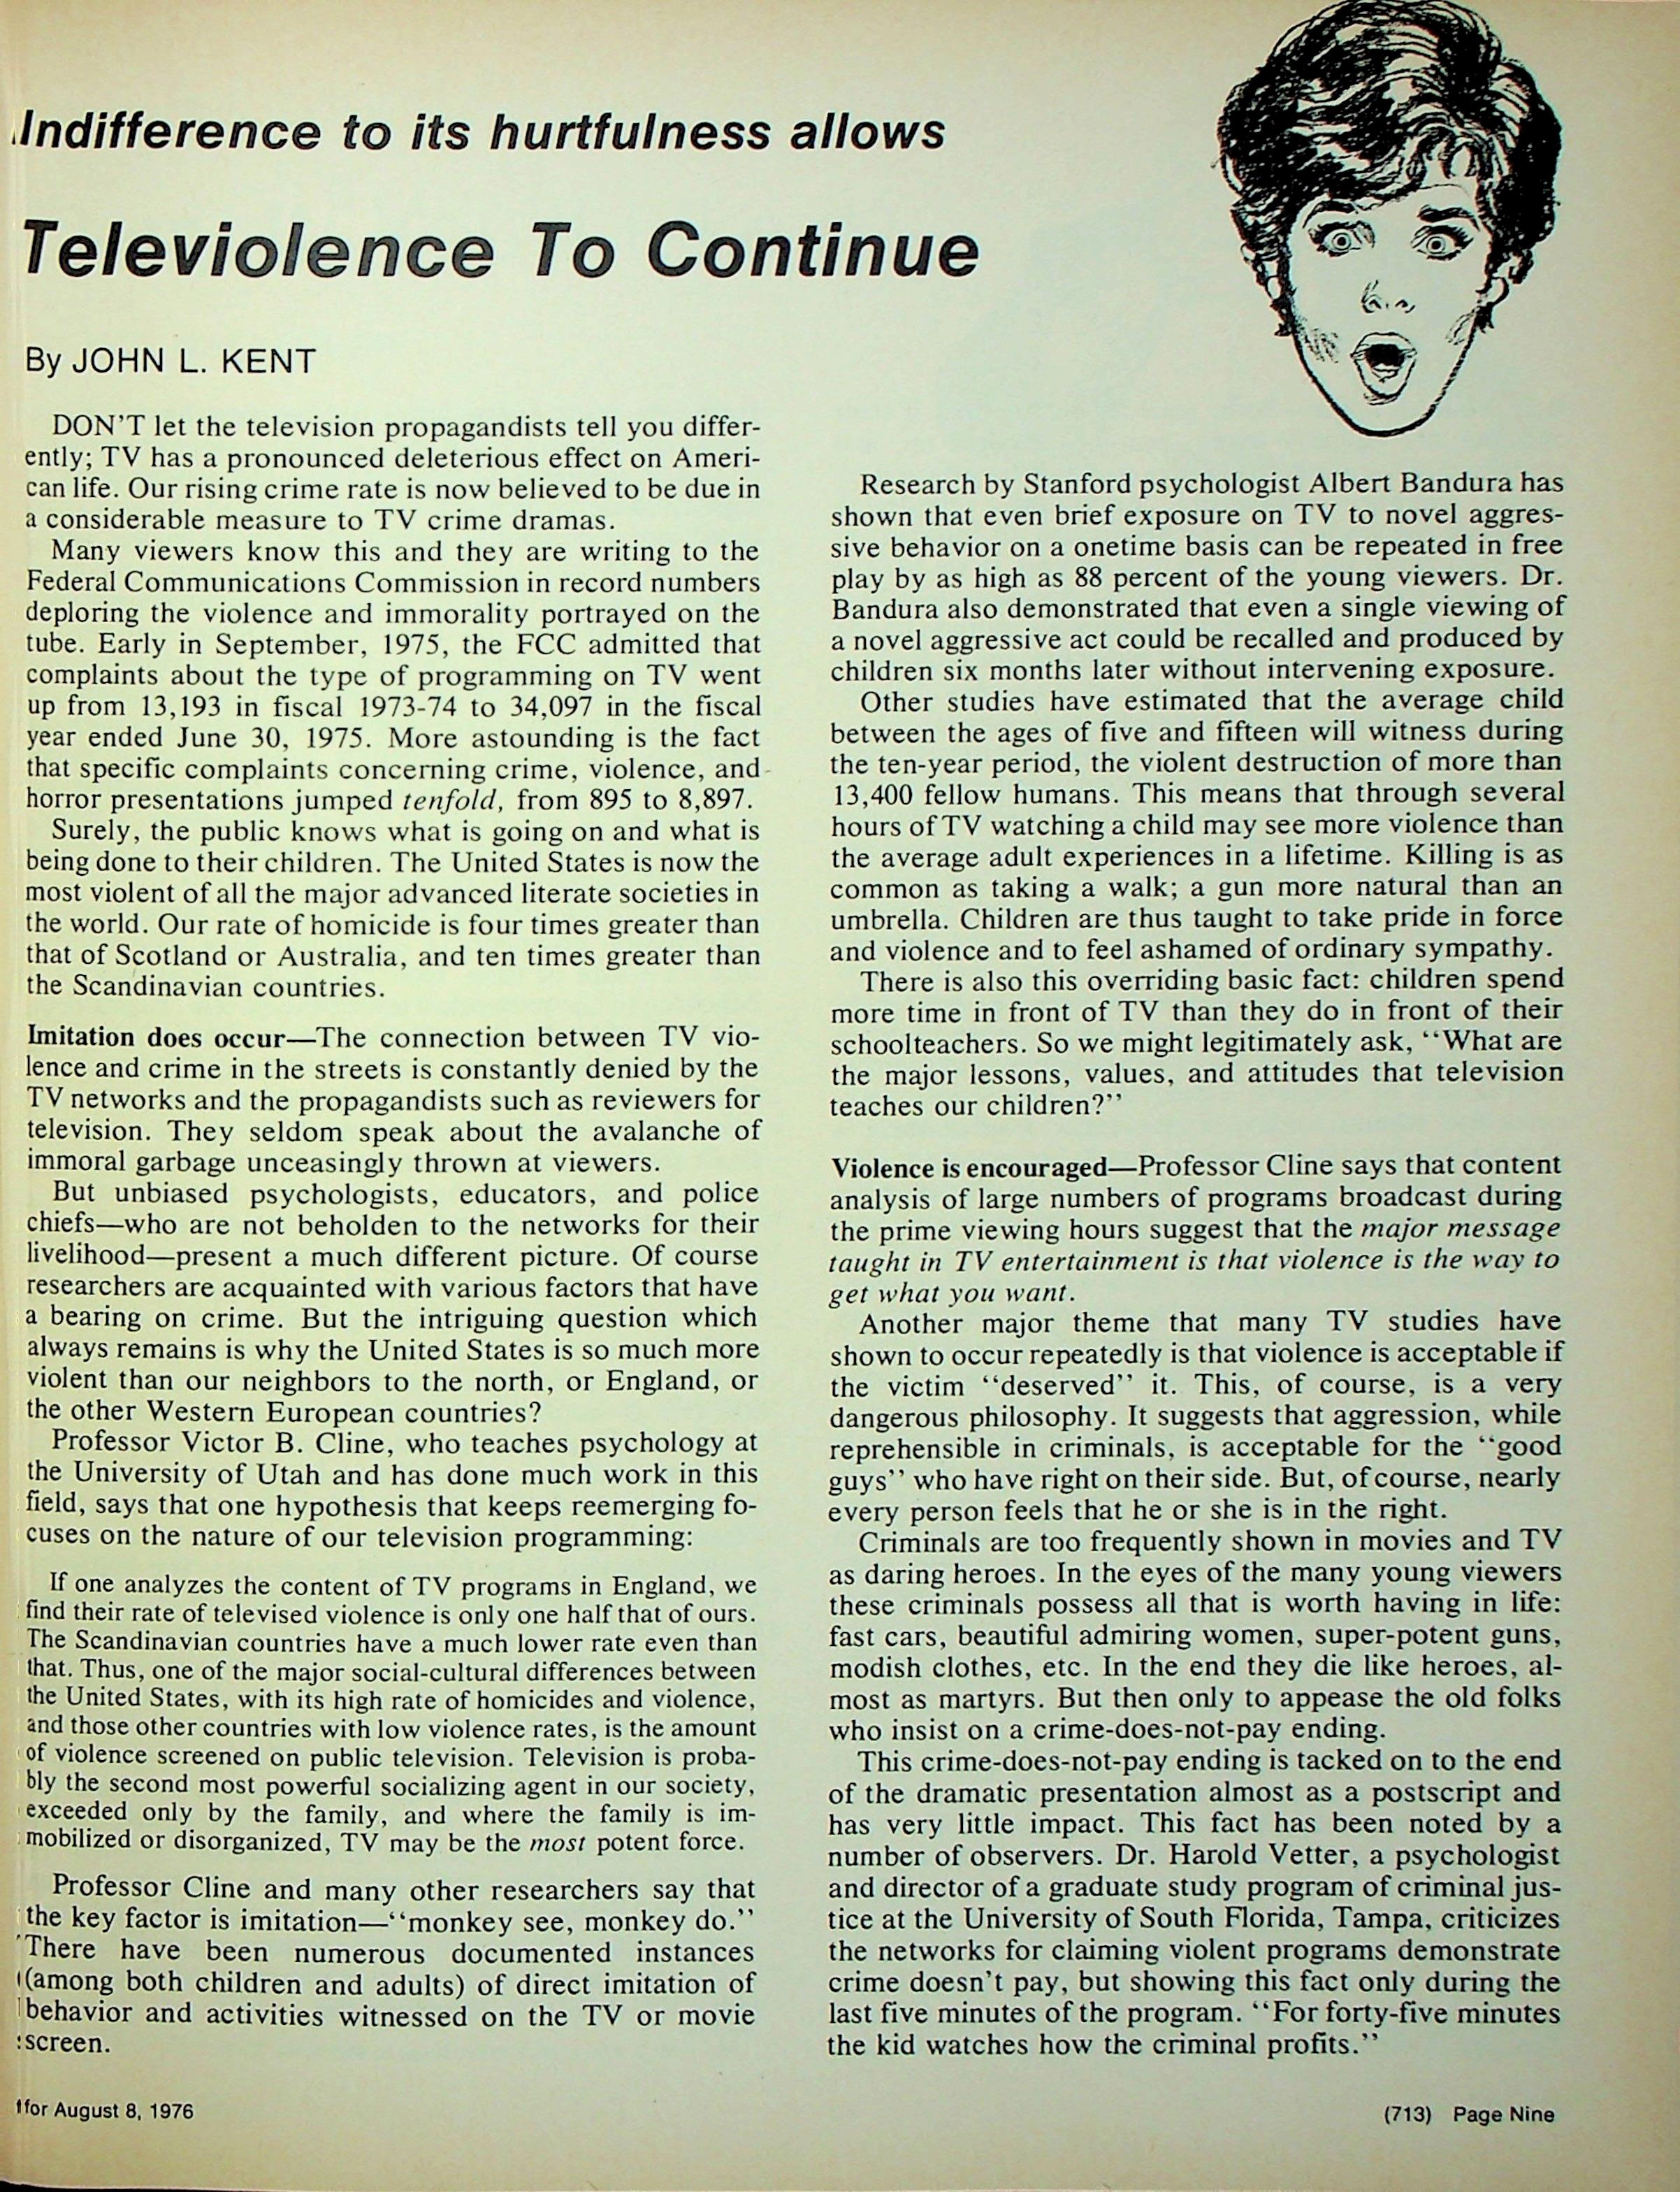 Indifference to its hurtfulness allows
Televiolence To Continue
By JOHN L. KENT
DON'T let the television propagandists tell you differ-
ently; TV has a pronounced deleterious effect on Ameri-
can life. Our rising crime rate is now believed to be due in
a considerable measure to TV crime dramas.
Many viewers know this and they are writing to the
Federal Communications Commission in record numbers
deploring the violence and immorality portrayed on the
tube. Early in September, 1975, the FCC admitted that
complaints about the type of programming on TV went
up from 13,193 in fiscal 1973-74 to 34,097 in the fiscal
year ended June 30, 1975. More astounding is the fact
that specific complaints concerning crime, violence, and
horror presentations jumped tenfold, from 895 to 8,897.
Surely, the public knows what is going on and what is
being done to their children. The United States is now the
most violent of all the major advanced literate societies in
the world. Our rate of homicide is four times greater than
that of Scotland or Australia, and ten times greater than
the Scandinavian countries.
Imitation does occur—The connection between TV vio-
lence and crime in the streets is constantly denied by the
TV networks and the propagandists such as reviewers for
television. They seldom speak about the avalanche of
immoral garbage unceasingly thrown at viewers.
But unbiased psychologists, educators, and police
chiefs—who are not beholden to the networks for their
livelihood—present a much different picture. Of course
researchers are acquainted with various factors that have
a bearing on crime. But the intriguing question which
always remains is why the United States is so much more
violent than our neighbors to the north, or England, or
the other Western European countries?
Professor Victor B. Cline, who teaches psychology at
the University of Utah and has done much work in this
field, says that one hypothesis that keeps reemerging fo-
cuses on the nature of our television programming:
If one analyzes the content of TV programs in England, we
find their rate of televised violence is only one half that of ours.
The Scandinavian countries have a much lower rate even than
that. Thus, one of the major social-cultural differences between
the United States, with its high rate of homicides and violence,
and those other countries with low violence rates, is the amount
of violence screened on public television. Television is proba-
bly the second most powerful socializing agent in our society,
exceeded only by the family, and where the family is im-
mobilized or disorganized, TV may be the most potent force.
Professor Cline and many other researchers say that
the key factor is imitation—"monkey see, monkey do."
There have been numerous documented instances
(among both children and adults) of direct imitation of
behavior and activities witnessed on the TV or movie
screen.
Research by Stanford psychologist Albert Bandura has
shown that even brief exposure on TV to novel aggres-
sive behavior on a onetime basis can be repeated in free
play by as high as 88 percent of the young viewers. Dr.
Bandura also demonstrated that even a single viewing of
a novel aggressive act could be recalled and produced by
children six months later without intervening exposure.
Other studies have estimated that the average child
between the ages of five and fifteen will witness during
the ten-year period, the violent destruction of more than
13,400 fellow humans. This means that through several
hours of TV watching a child may see more violence than
the average adult experiences in a lifetime. Killing is as
common as taking a walk; a gun more natural than an
umbrella. Children are thus taught to take pride in force
and violence and to feel ashamed of ordinary sympathy.
There is also this overriding basic fact: children spend
more time in front of TV than they do in front of their
schoolteachers. So we might legitimately ask, "What are
the major lessons, values, and attitudes that television
teaches our children?"
Violence is encouraged—Professor Cline says that content
analysis of large numbers of programs broadcast during
the prime viewing hours suggest that the major message
taught in TV entertainment is that violence is the way to
get what you want.
Another major theme that many TV studies have
shown to occur repeatedly is that violence is acceptable if
the victim "deserved" it. This, of course, is a very
dangerous philosophy. It suggests that aggression, while
reprehensible in criminals, is acceptable for the "good
guys" who have right on their side. But, of course, nearly
every person feels that he or she is in the right.
Criminals are too frequently shown in movies and TV
as daring heroes. In the eyes of the many young viewers
these criminals possess all that is worth having in life:
fast cars, beautiful admiring women, super-potent guns,
modish clothes, etc. In the end they die like heroes, al-
most as martyrs. But then only to appease the old folks
who insist on a crime-does-not-pay ending.
This crime-does-not-pay ending is tacked on to the end
of the dramatic presentation almost as a postscript and
has very little impact. This fact has been noted by a
number of observers. Dr. Harold Vetter, a psychologist
and director of a graduate study program of criminal jus-
tice at the University of South Florida, Tampa, criticizes
the networks for claiming violent programs demonstrate
crime doesn't pay, but showing this fact only during the
last five minutes of the program. "For forty-five minutes
the kid watches how the criminal profits."
for August 8, 1976
(713) Page Nine